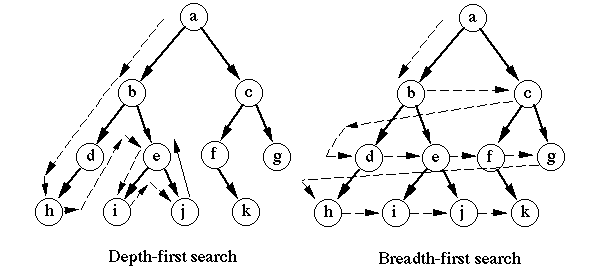 a a
b c b c
d e f g d e f g
h i j k h i j k
Depth-first search Breadth-first search